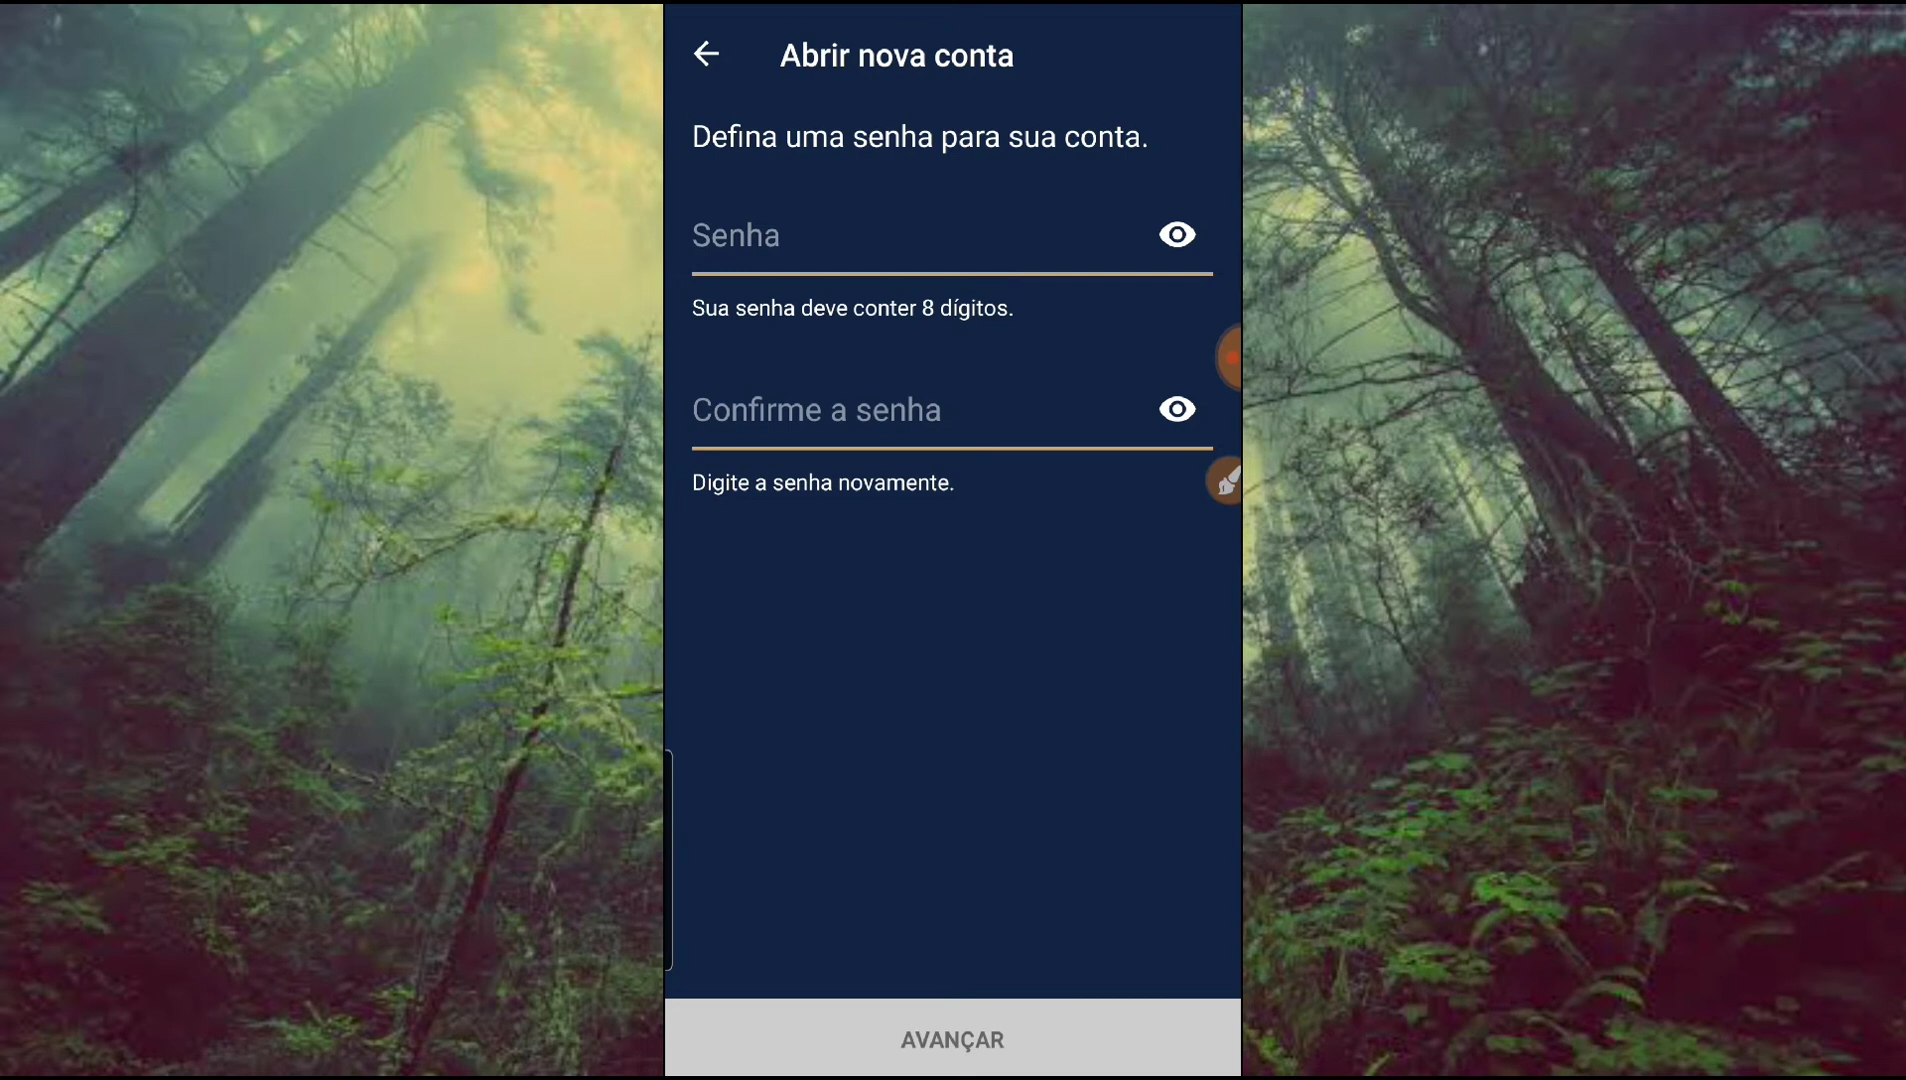 Abrir nova conta
Defina uma senha para sua conta.
Senha
Sua senha deve conter 8 dígitos.
Confirme a senha
Digite a senha novamente.
AVANÇAR